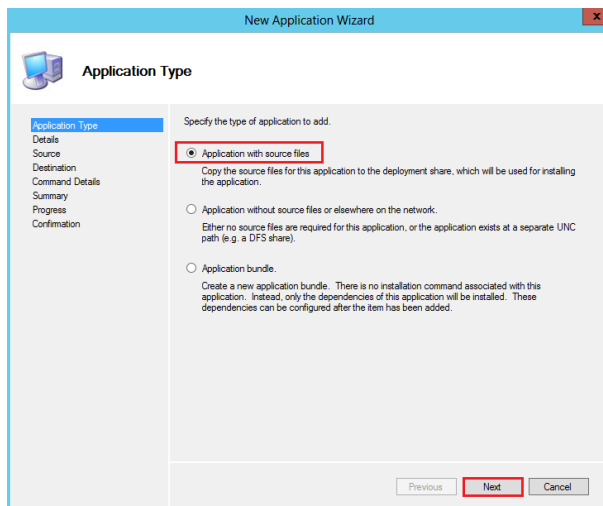 New Application Wizard
x
Application Type
Application Type
Details
Source
Destination
Command Details
Summary
Progress
Confirmation
Specify the type of application to add.
Application with source files
Copy the source files for this application to the deployment share, which will be used for installing
the application.
Application without source files or elsewhere on the network.
Either no source files are required for this application, or the application exists at a separate UNC
path (e.g. a DFS share).
Application bundle.
Create a new application bundle. There is no installation command associated with this
application. Instead, only the dependencies of this application will be installed. These
dependencies can be configured after the item has been added.
Previous
Next
Cancel